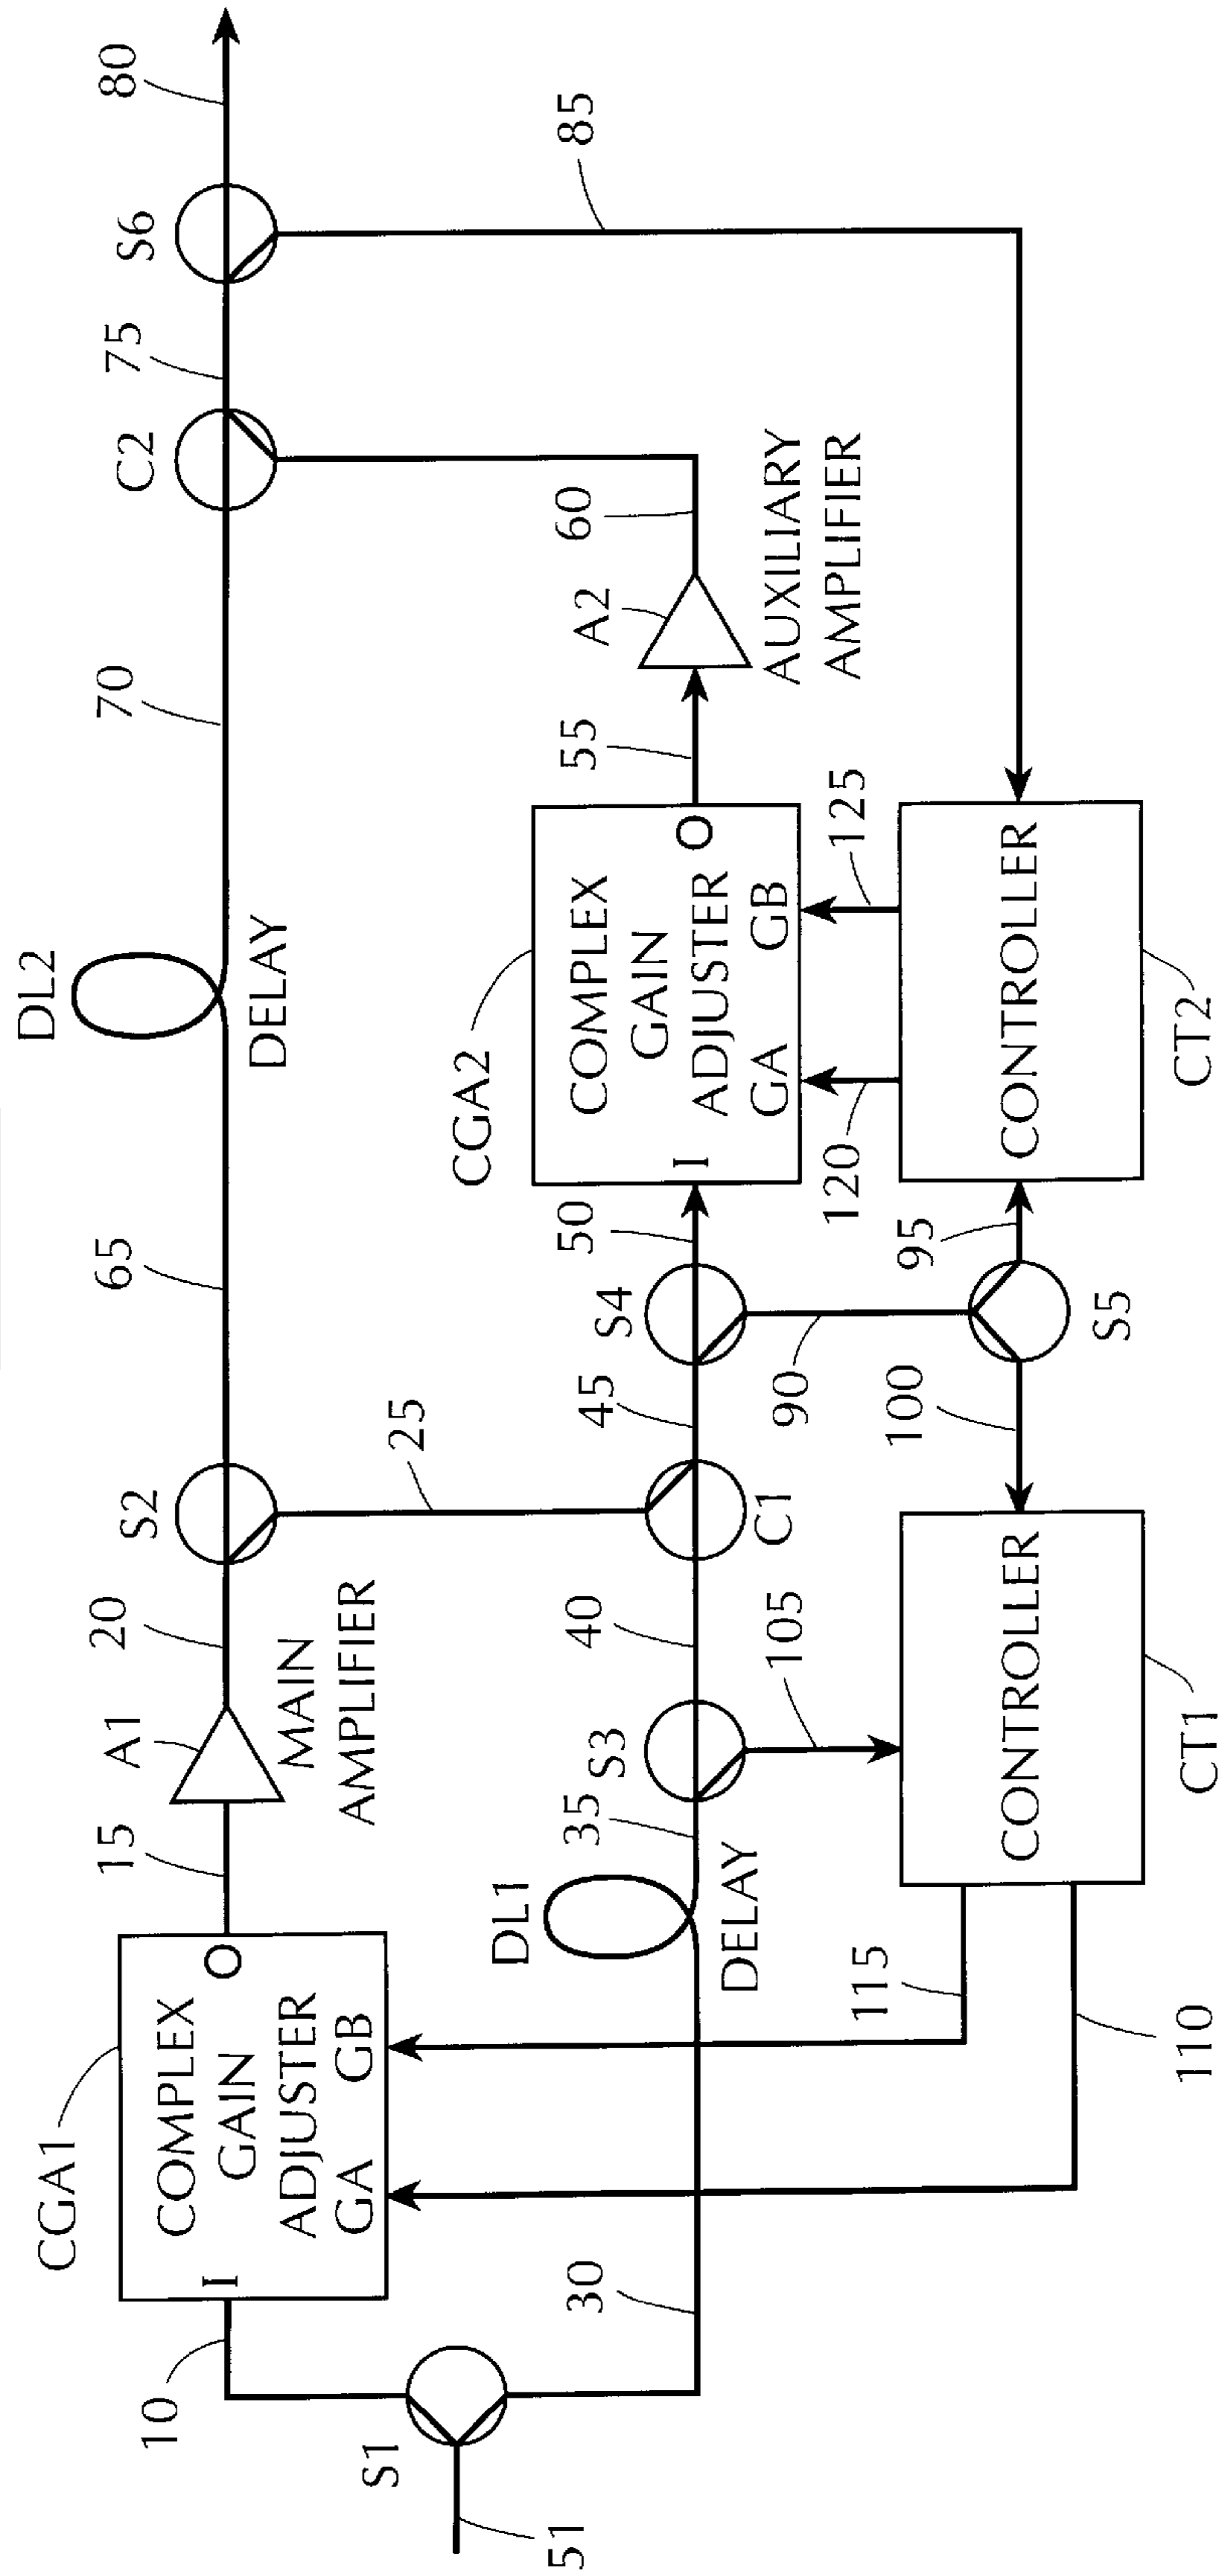 DL2
DELAY
80
S6
75
C2
70
65
S2
20
A1
MAIN
AMPLIFIER
15
CGA1
COMPLEX
GAIN
ADJUSTER
I
O
GA
GB
10
S1
51
85
60
A2
AUXILIARY
AMPLIFIER
55
CGA2
COMPLEX
GAIN
ADJUSTER
I
O
GA
GB
50
S4
45
25
C1
40
S3
35
DL1
DELAY
30
125
120
90
95
S5
100
105
115
110
CONTROLLER
CT2
CONTROLLER
CT1